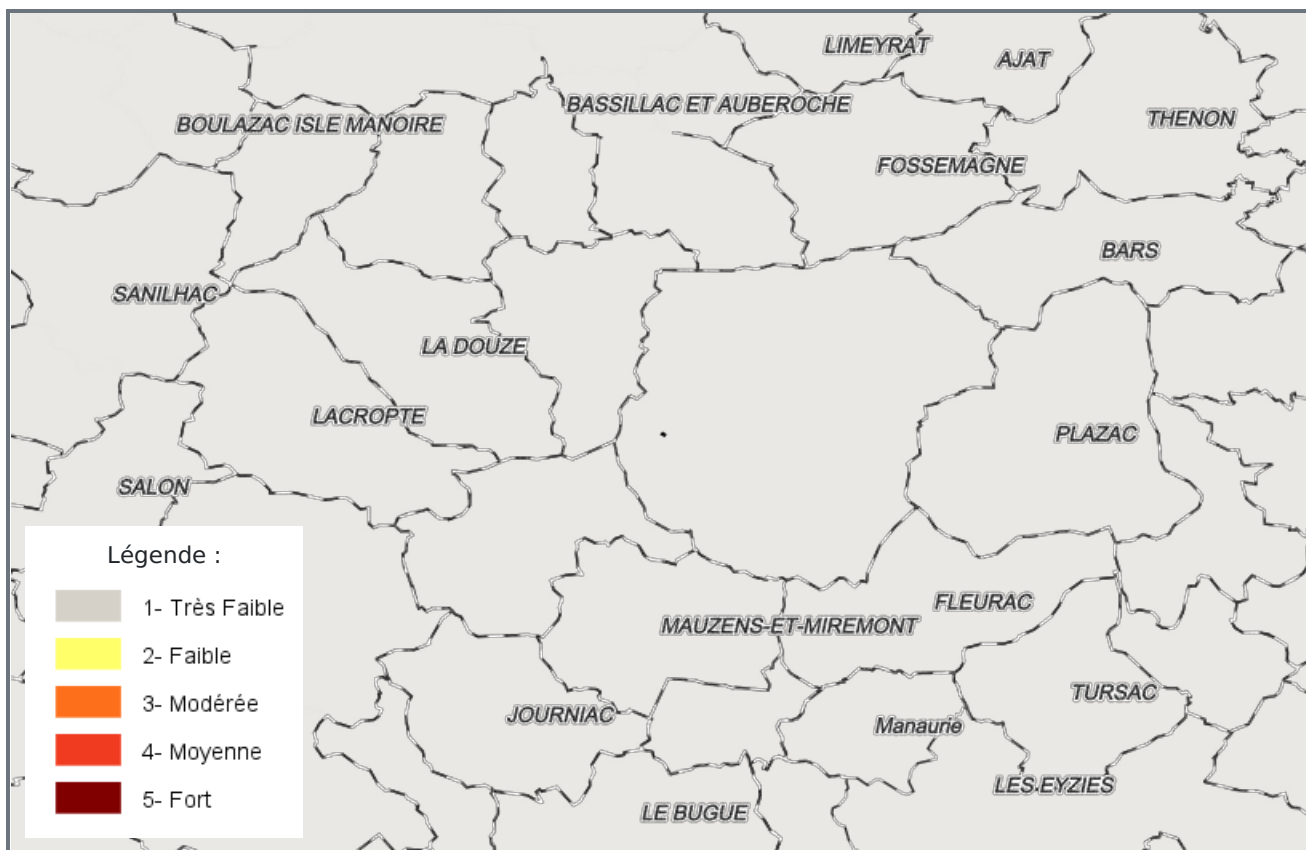 LIMEYRAT
AJAT
BASSILLAC ET AUBEROCHE
THENON
BOULAZAC ISLE MANOIRE
FOSSEMAGNE
BARS
SANILHAC
LA DOUZE
LACROPTE
PLAZAC
SALON
Légende :
1- Très Faible
2- Faible
3- Modérée
4- Moyenne
5- Fort
FLEURAC
MAUZENS-ET-MIREMONT
TURSAC
JOURNIAC
Manaurie
LES EYZIES
LE BUGUE